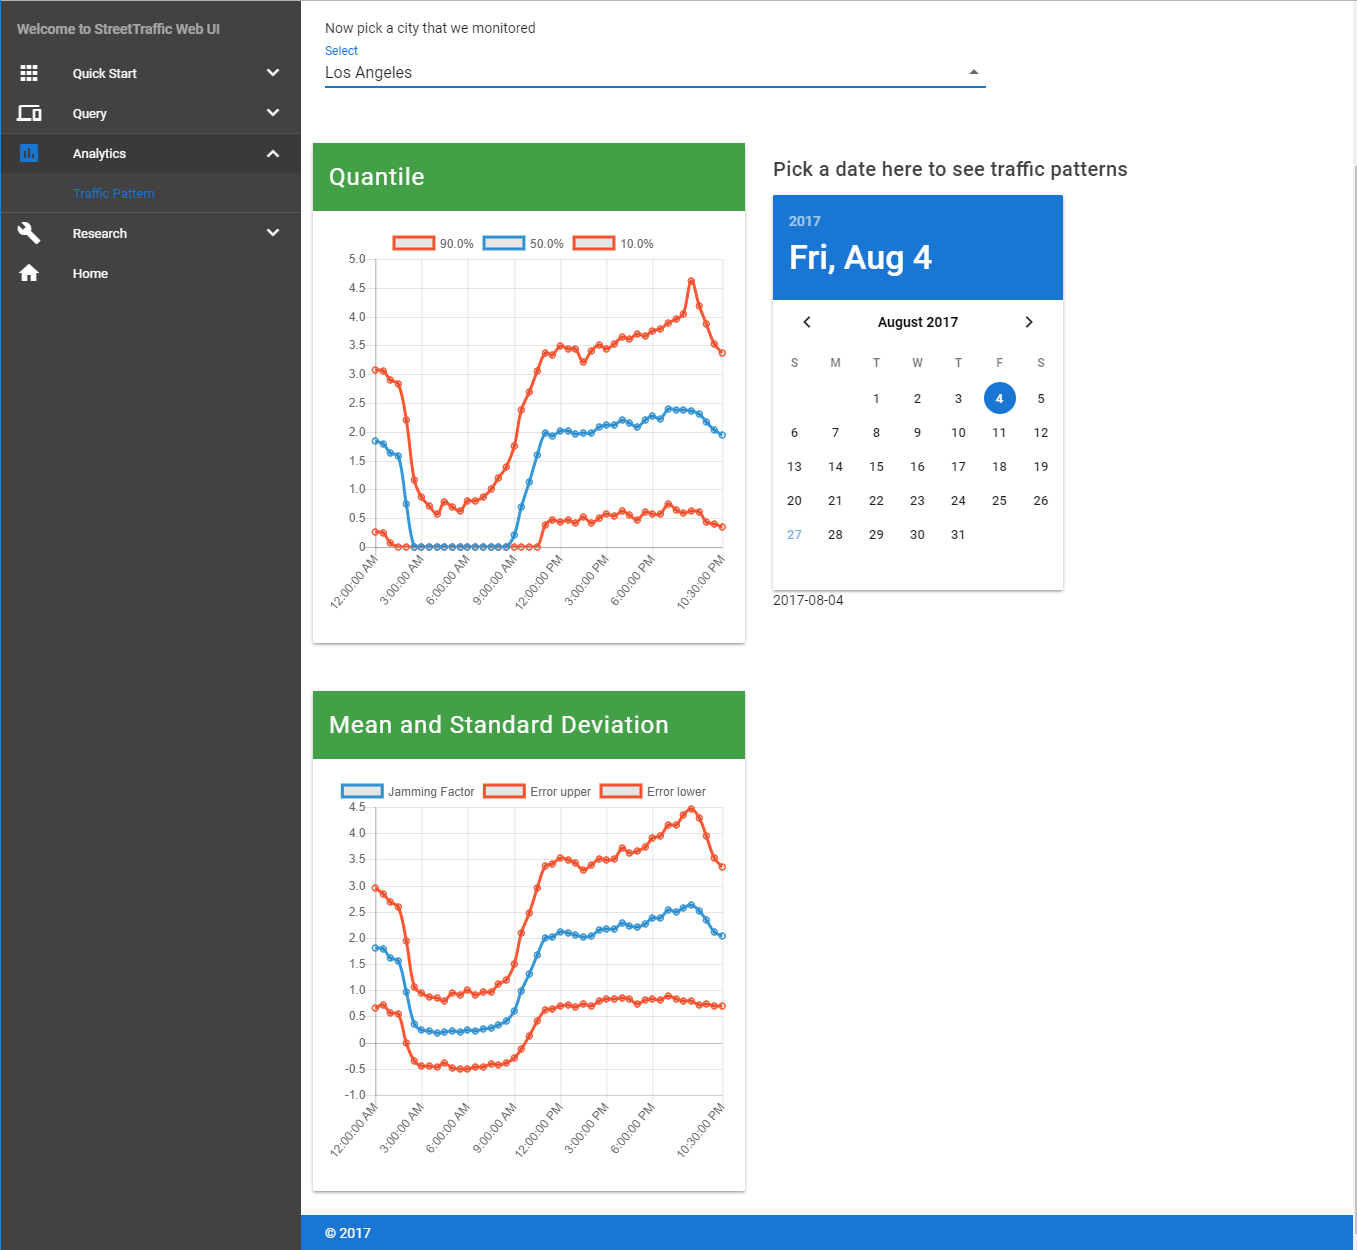 Welcome to StreetTraffic Web UI
Quick Start
Query
Analytics
Traffic Pattern
Research
Home
Now pick a city that we monitored
Select
Los Angeles
Quantile
90.0% 50.0% 10.0%
5.0
4.5
4.0
3.5
3.0
2.5
2.0
1.5
1.0
0.5
0
12:00:00 AM 3:00:00 AM 6:00:00 AM 9:00:00 AM 12:00:00 PM 3:00:00 PM 6:00:00 PM 10:30:00 PM
Pick a date here to see traffic patterns
2017
Fri, Aug 4
August 2017
S M T W T F S
1 2 3 4 5
6 7 8 9 10 11 12
13 14 15 16 17 18 19
20 21 22 23 24 25 26
27 28 29 30 31
2017-08-04
Mean and Standard Deviation
Jamming Factor Error upper Error lower
4.5
4.0
3.5
3.0
2.5
2.0
1.5
1.0
0.5
0
-0.5
-1.0
12:00:00 AM 3:00:00 AM 6:00:00 AM 9:00:00 AM 12:00:00 PM 3:00:00 PM 6:00:00 PM 10:30:00 PM
© 2017